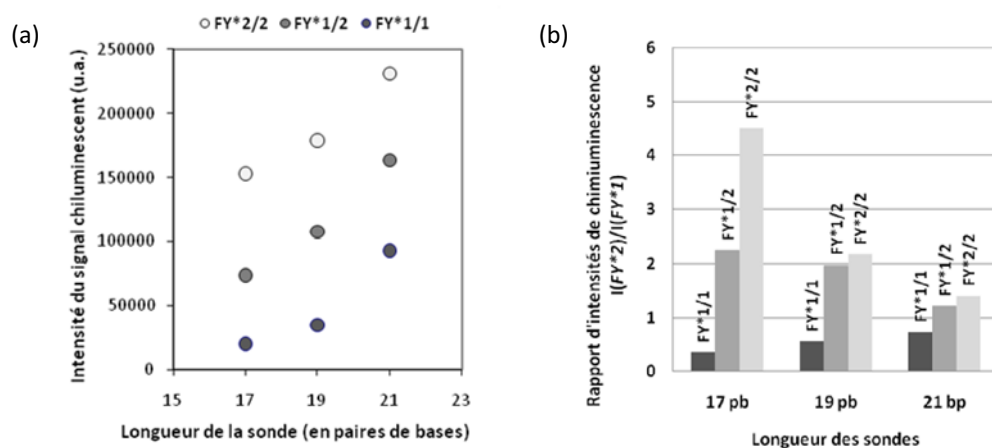 (a)
FY*2/2 FY*1/2 FY*1/1
Intensité du signal chiluminescent (u.a.)
250000
200000
150000
100000
50000
0
15 17 19 21 23
Longueur de la sonde (en paires de bases)
(b)
Rapport d'intensités de chimiuminescence
I(FY*2)/I(FY*1)
6
5
4
3
2
1
0
FY*1/1 FY*1/2 FY*2/2
FY*1/1 FY*1/2 FY*2/2
FY*1/1 FY*1/2 FY*2/2
17 pb 19 pb 21 bp
Longueur des sondes